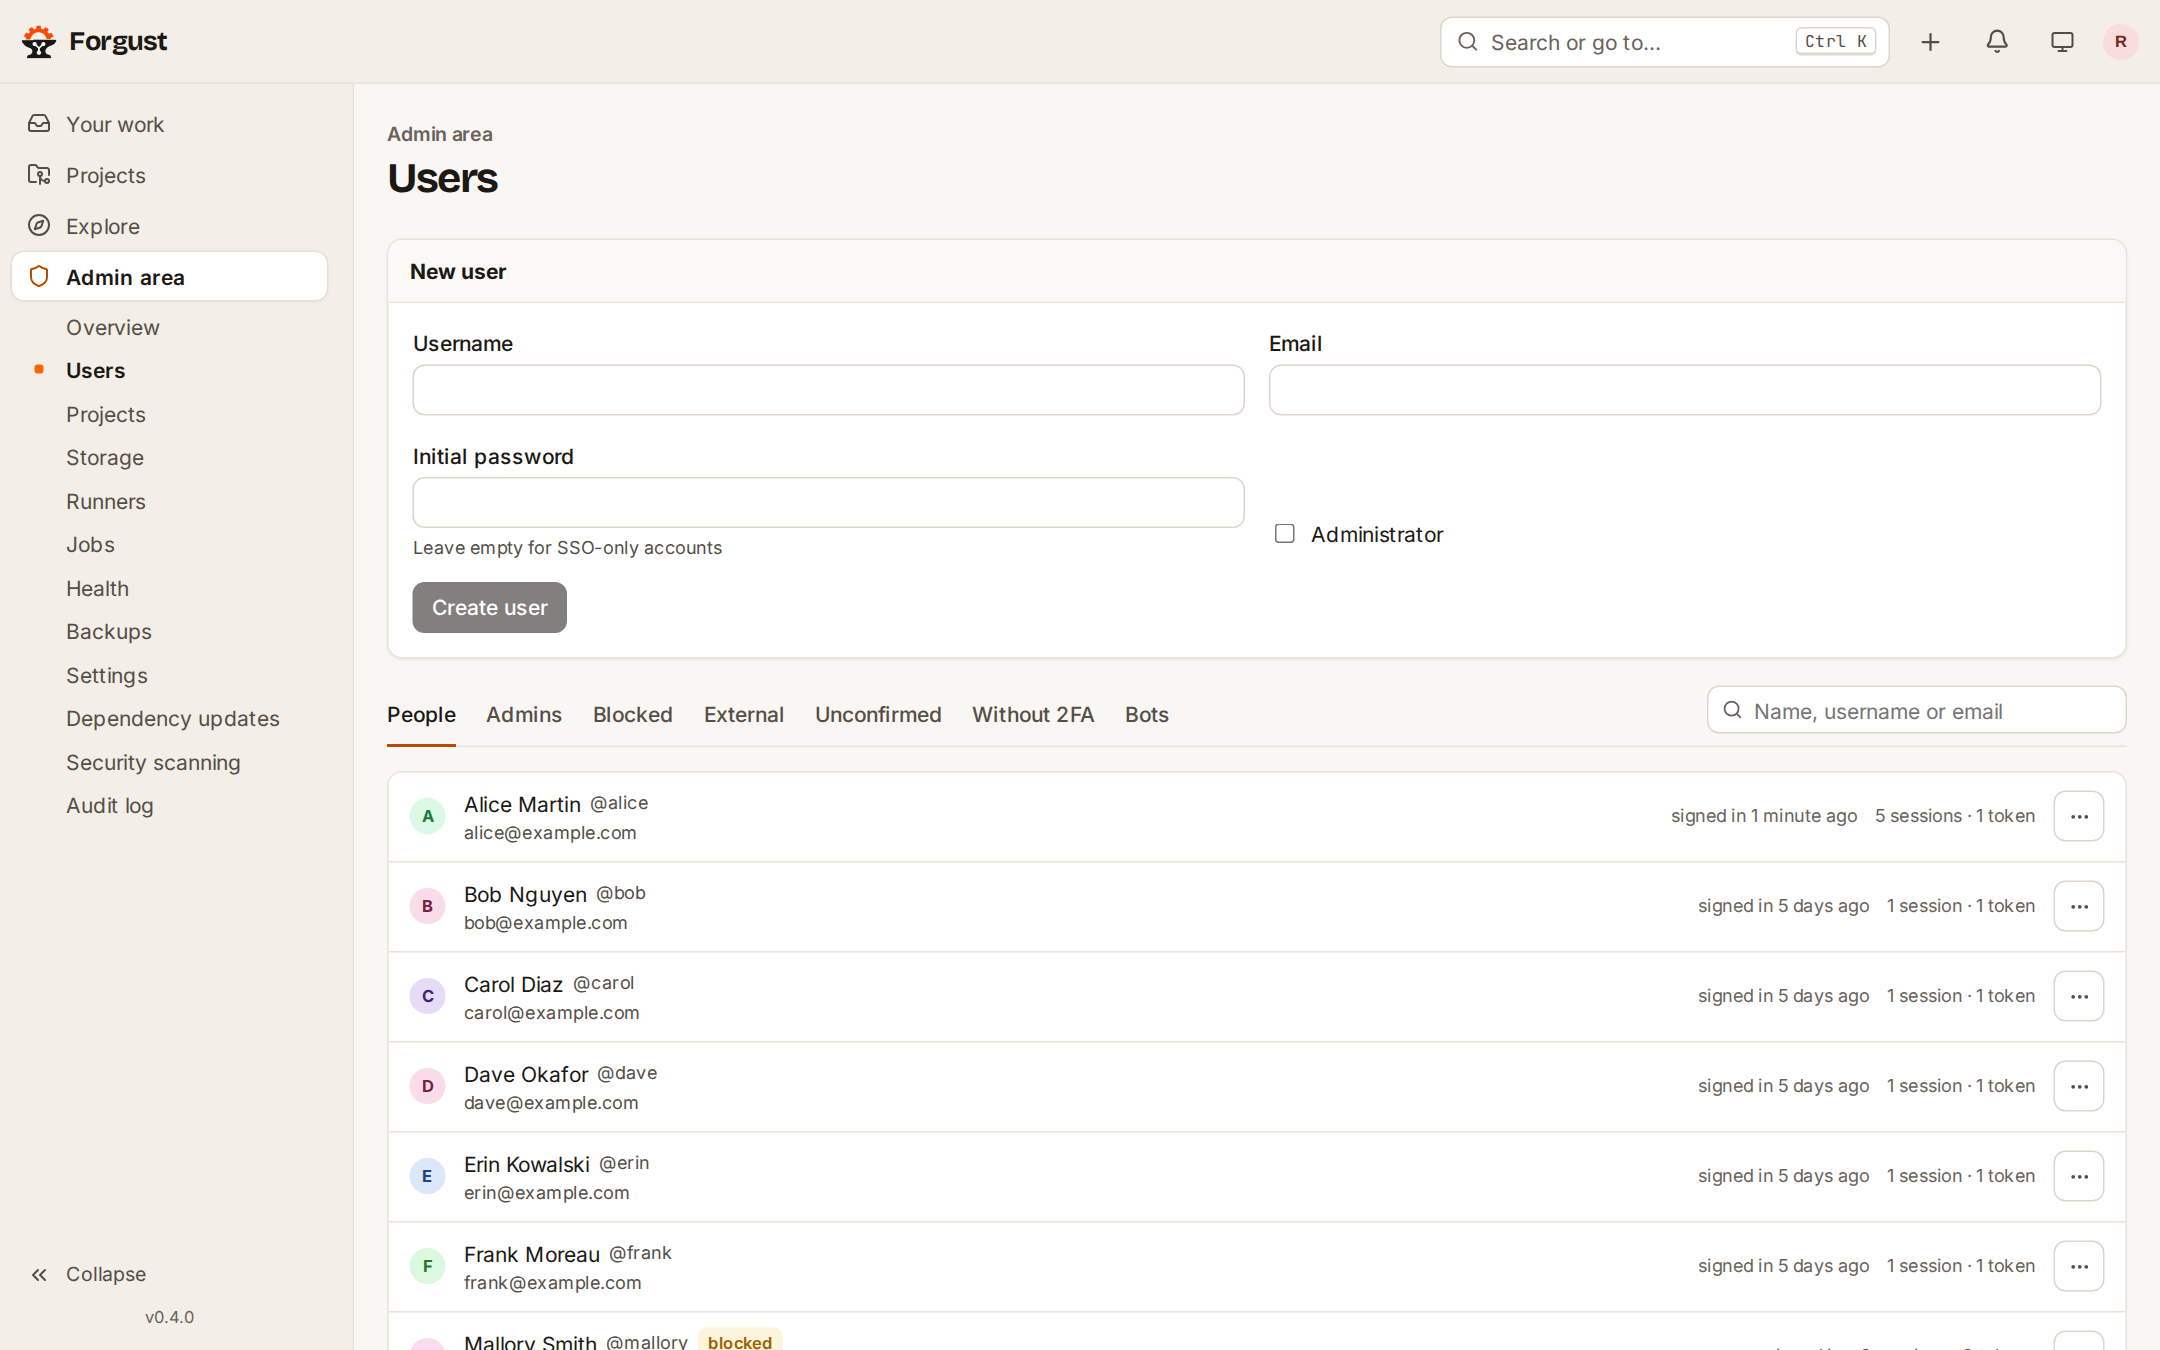 Forgust
Search or go to...
Ctrl K
R
Your work
Projects
Explore
Admin area
Overview
Users
Projects
Storage
Runners
Jobs
Health
Backups
Settings
Dependency updates
Security scanning
Audit log
Collapse
v0.4.0
Admin area
Users
New user
Username
Email
Initial password
Leave empty for SSO-only accounts
Administrator
Create user
People
Admins
Blocked
External
Unconfirmed
Without 2FA
Bots
Name, username or email
A
Alice Martin @alice
alice@example.com
signed in 1 minute ago 5 sessions · 1 token
B
Bob Nguyen @bob
bob@example.com
signed in 5 days ago 1 session · 1 token
C
Carol Diaz @carol
carol@example.com
signed in 5 days ago 1 session · 1 token
D
Dave Okafor @dave
dave@example.com
signed in 5 days ago 1 session · 1 token
E
Erin Kowalski @erin
erin@example.com
signed in 5 days ago 1 session · 1 token
F
Frank Moreau @frank
frank@example.com
signed in 5 days ago 1 session · 1 token
Mallory Smith @mallory blocked